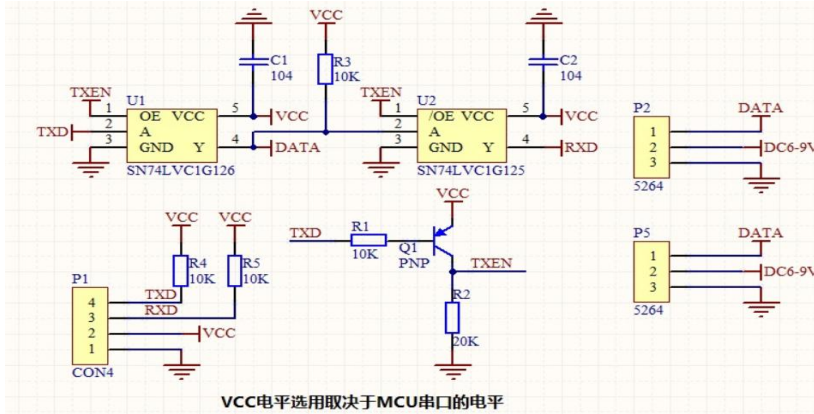 VCC
C1
104
R3
10K
C2
104
TXEN
U1
1 OE VCC 5 VCC
TXD 2 A
3 GND Y 4 DATA
SN74LVC1G126
TXEN
U2
1 /OE VCC 5 VCC
2 A
3 GND Y 4 RXD
SN74LVC1G125
P2
DATA
1
2 DC6-9V
3
5264
VCC VCC
R4
10K
R5
10K
P1
4 TXD
3 RXD
2 VCC
1
CON4
VCC
TXD
R1
10K
Q1
PNP
TXEN
R2
20K
P5
DATA
1
2 DC6-9V
3
5264
VCC电平选用取决于MCU串口的电平